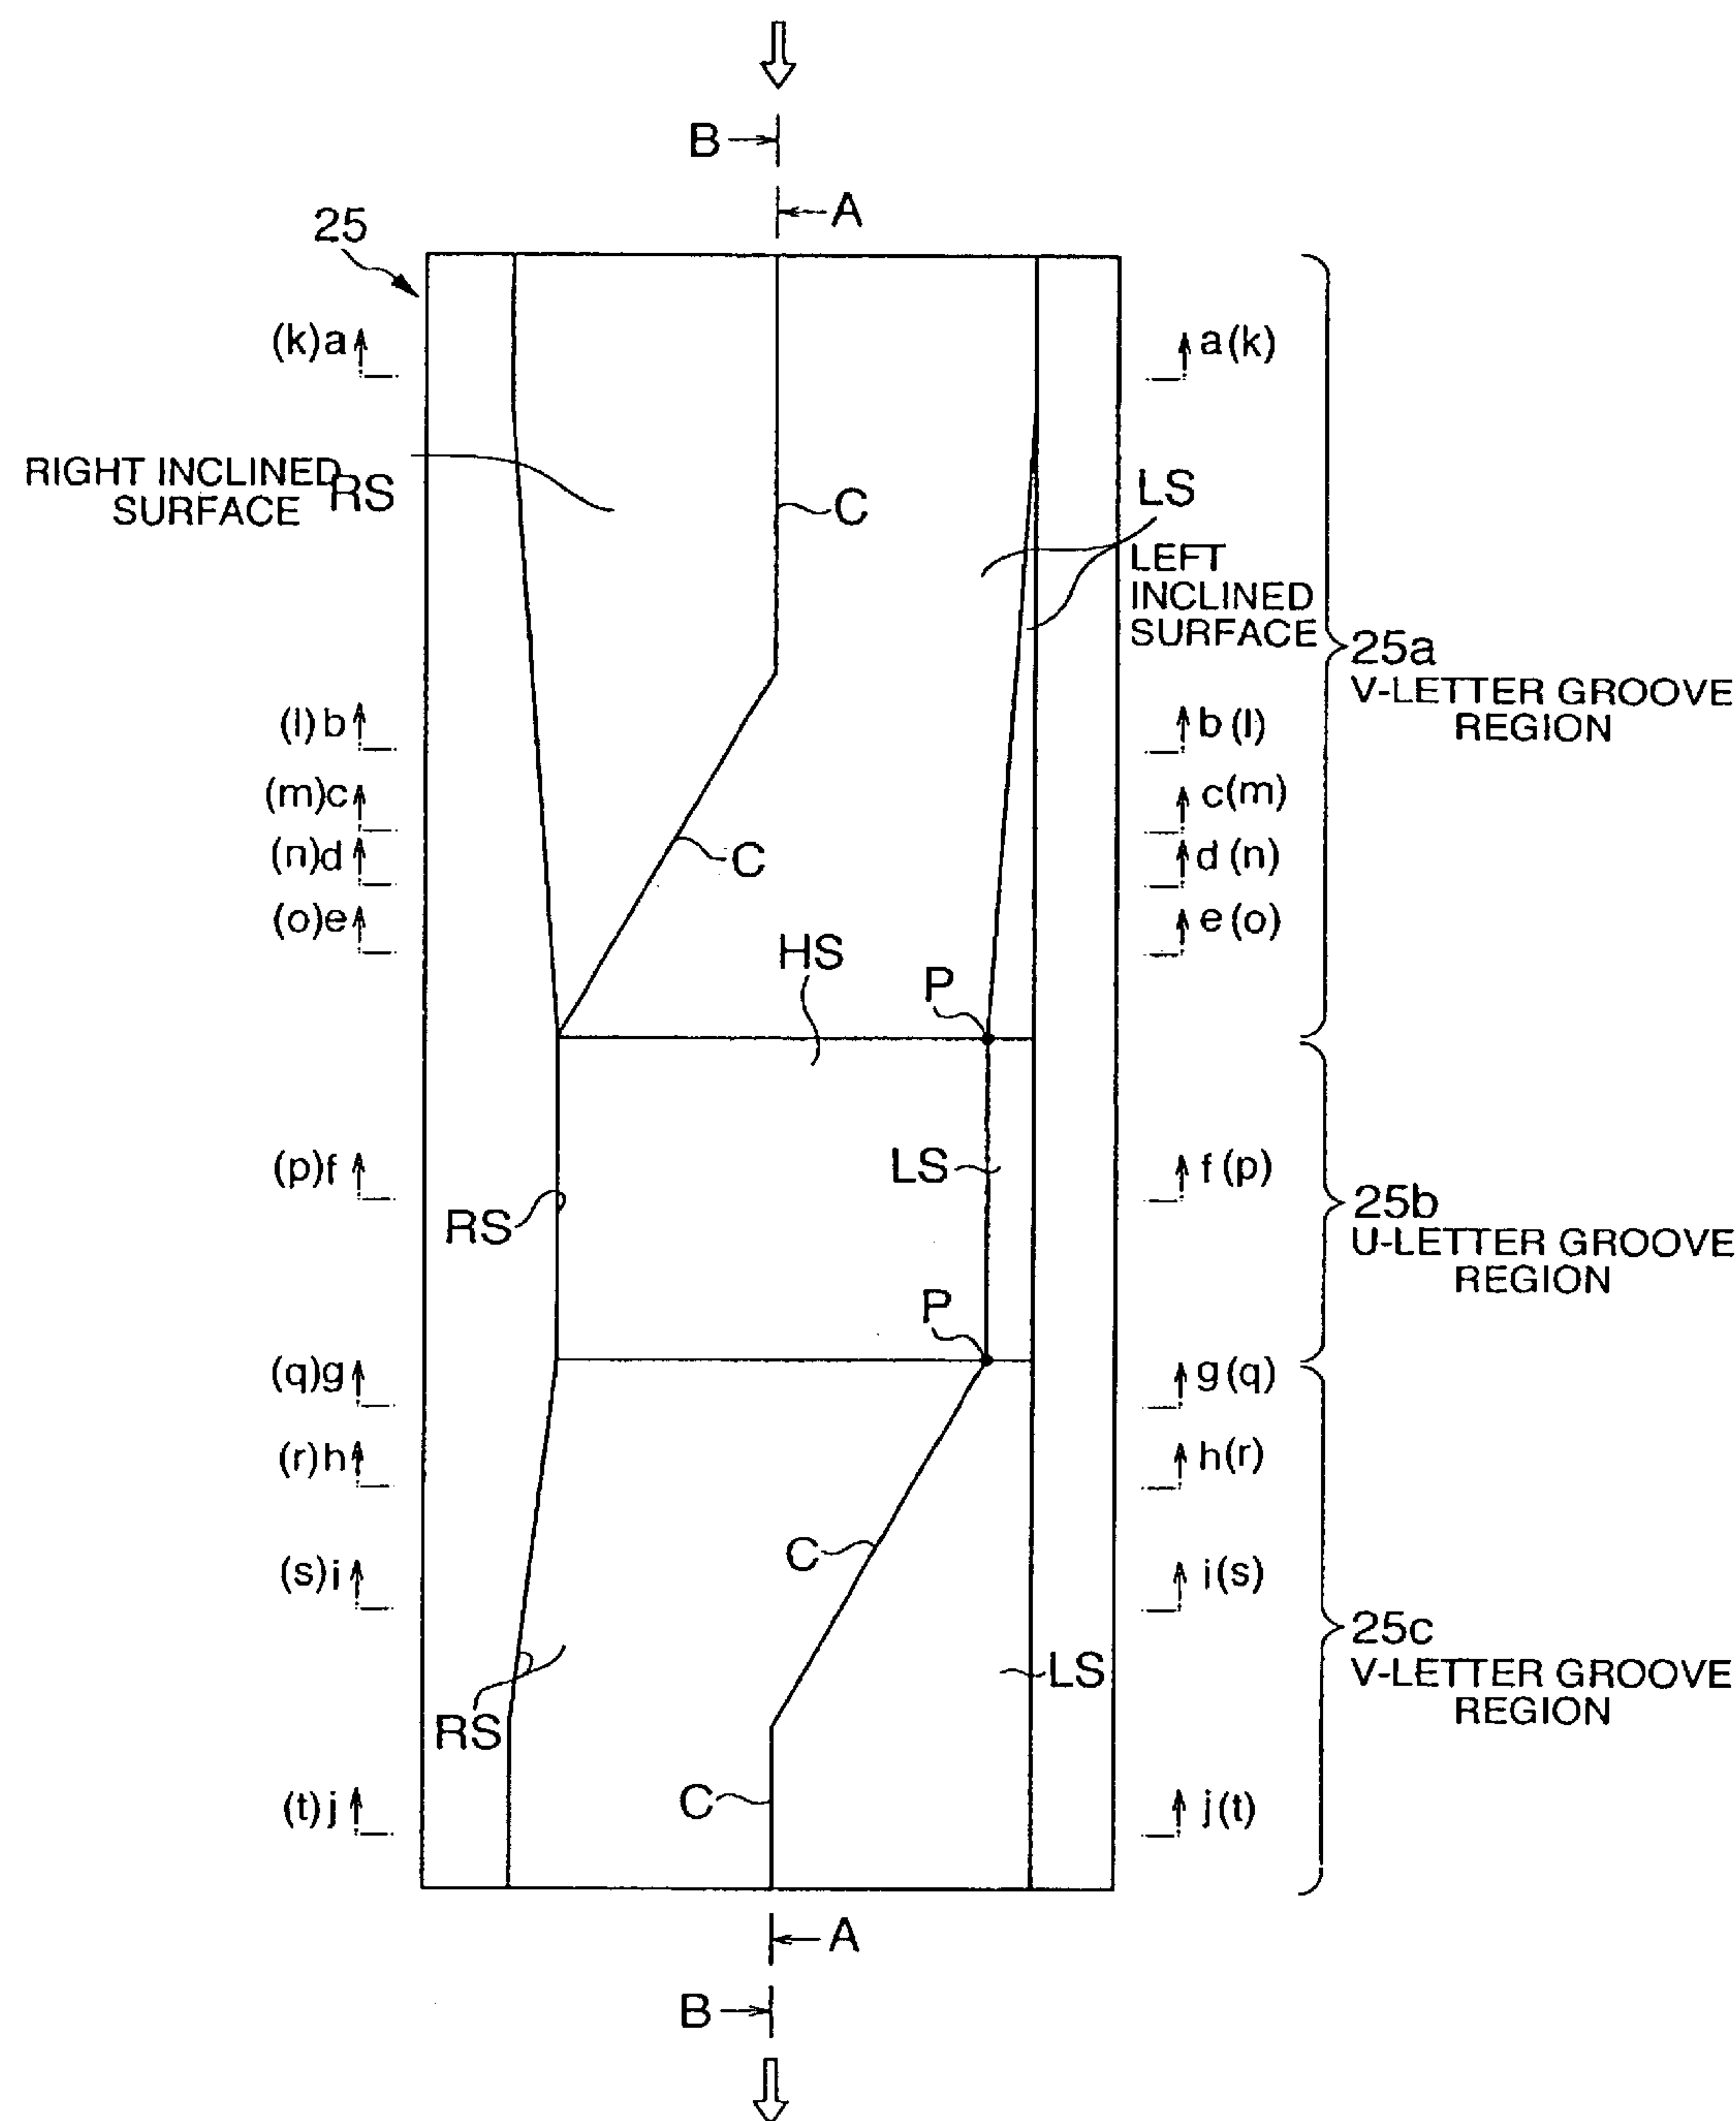 B
A
25
(k)a
a(k)
RIGHT INCLINED
SURFACE
RS
C
LS
LEFT
INCLINED
SURFACE
25a
V-LETTER GROOVE
REGION
(l)b
b(l)
(m)c
c(m)
C
(n)d
d(n)
(o)e
e(o)
HS
P
(p)f
LS
f(p)
RS
25b
U-LETTER GROOVE
REGION
P
(q)g
g(q)
(r)h
h(r)
C
(s)i
i(s)
25c
V-LETTER GROOVE
REGION
LS
RS
C
(t)j
j(t)
A
B